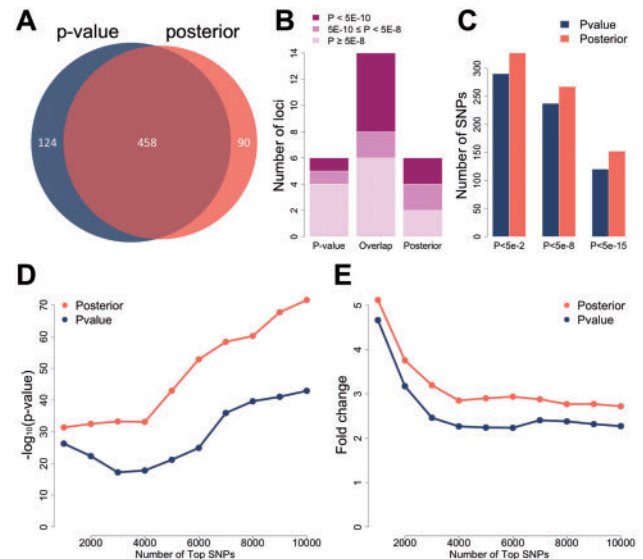 A
p-value
posterior
124
458
90
B
P < 5E-10
5E-10 ≤ P < 5E-8
P ≥ 5E-8
Number of loci
0
2
4
6
8
10
12
14
P-value
Overlap
Posterior
C
Pvalue
Posterior
Number of SNPs
0
50
100
150
200
250
300
P<5e-2
P<5e-8
P<5e-15
D
Posterior
Pvalue
-log10(p-value)
0
10
20
30
40
50
60
70
2000
4000
6000
8000
10000
Number of Top SNPs
E
Posterior
Pvalue
Fold change
0
1
2
3
4
5
2000
4000
6000
8000
10000
Number of Top SNPs